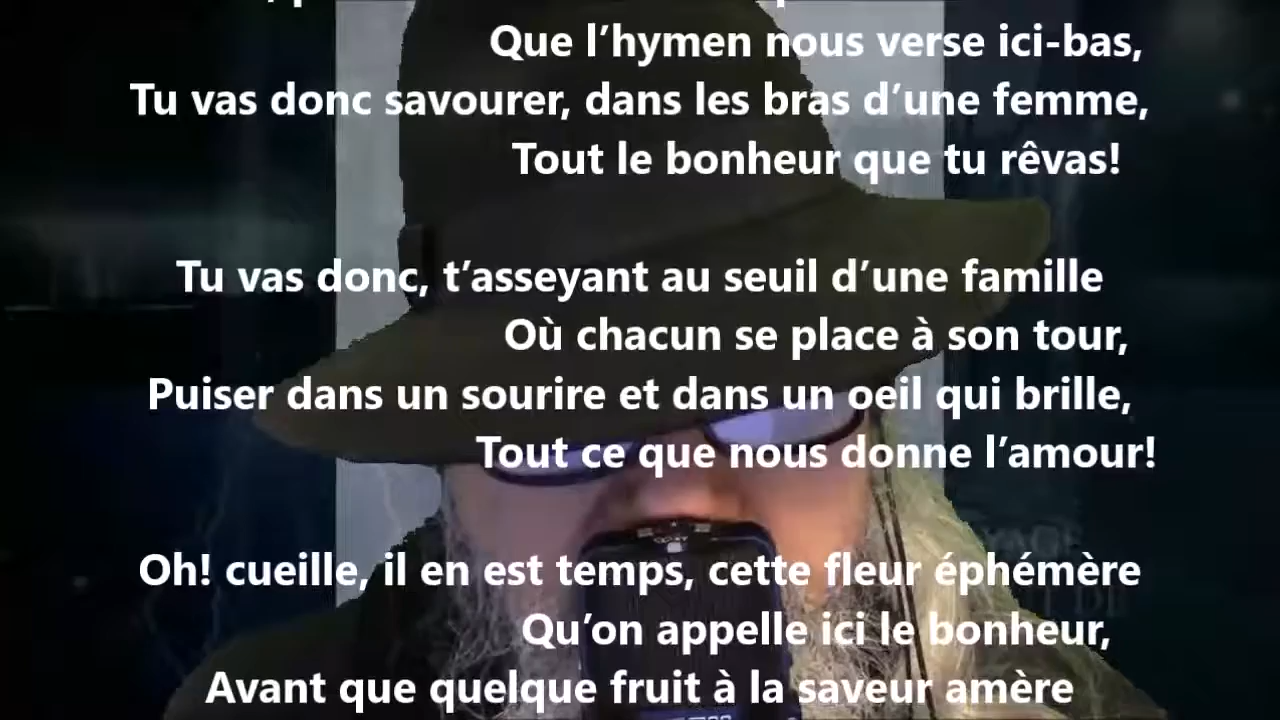 Que l’hymen nous verse ici-bas,
Tu vas donc savourer, dans les bras d’une femme,
Tout le bonheur que tu rêvas!
Tu vas donc, t’asseyant au seuil d’une famille
Où chacun se place à son tour,
Puiser dans un sourire et dans un oeil qui brille,
Tout ce que nous donne l’amour!
Oh! cueille, il en est temps, cette fleur éphémère
Qu’on appelle ici le bonheur,
Avant que quelque fruit à la saveur amère